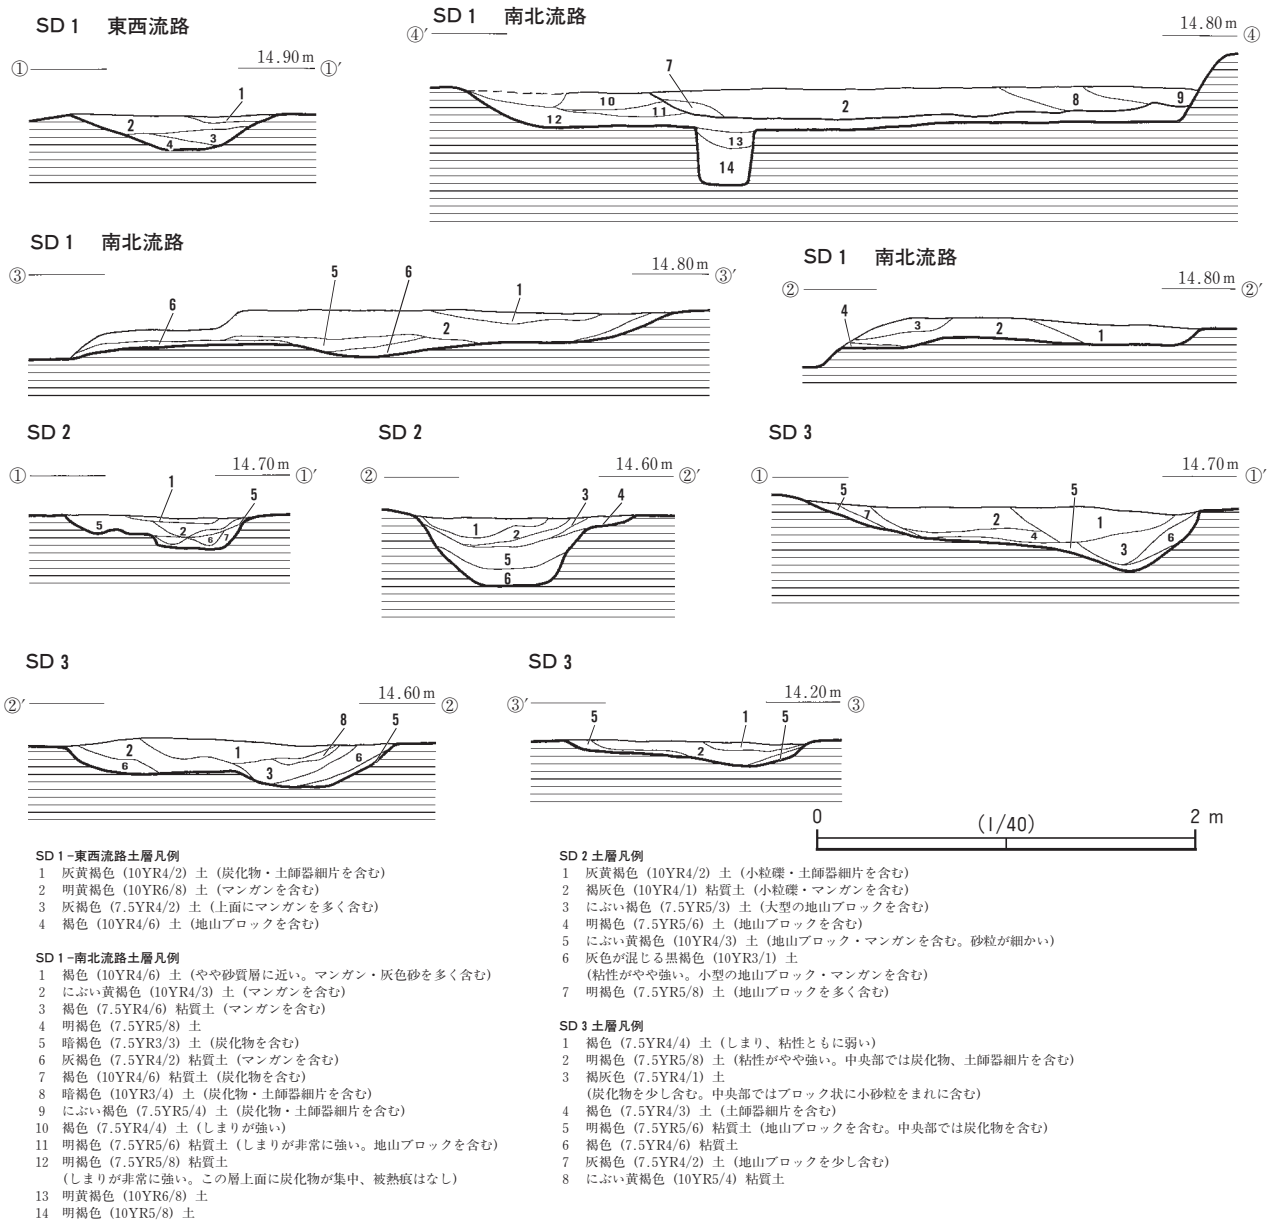 SD 1 東西流路
① 14.90m ①′
1
2
3
4
SD 1 南北流路
④′ 14.80m ④
7
10 2 8 9
11
12
13
14
SD 1 南北流路
③ 14.80m ③′
5 6
6 1
2
SD 1 南北流路
② 14.80m ②′
4
3 2
1
SD 2
① 14.70m ①′
1 5
5 2 6 7
SD 2
② 14.60m ②′
3 4
1 2
5
6
SD 3
① 14.70m ①′
5 5
7 2 1
4 3 6
SD 3
②′ 14.60m ②
8 5
2 1
6 3 6
SD 3
③′ 14.20m ③
5 1 5
2
0 (1/40) 2 m
SD 1-東西流路土層凡例
1 灰黄褐色 (10YR4/2) 土 (炭化物・土師器細片を含む)
2 明黄褐色 (10YR6/8) 土 (マンガンを含む)
3 灰褐色 (7.5YR4/2) 土 (上面にマンガンを多く含む)
4 褐色 (10YR4/6) 土 (地山ブロックを含む)
SD 1-南北流路土層凡例
1 褐色 (10YR4/6) 土 (やや砂質層に近い。マンガン・灰色砂を多く含む)
2 にぶい黄褐色 (10YR4/3) 土 (マンガンを含む)
3 褐色 (7.5YR4/6) 粘質土 (マンガンを含む)
4 明褐色 (7.5YR5/8) 土
5 暗褐色 (7.5YR3/3) 土 (炭化物を含む)
6 灰褐色 (7.5YR4/2) 粘質土 (マンガンを含む)
7 褐色 (10YR4/6) 粘質土 (炭化物を含む)
8 暗褐色 (10YR3/4) 土 (炭化物・土師器細片を含む)
9 にぶい褐色 (7.5YR5/4) 土 (炭化物・土師器細片を含む)
10 褐色 (7.5YR4/4) 土 (しまりが強い)
11 明褐色 (7.5YR5/6) 粘質土 (しまりが非常に強い。地山ブロックを含む)
12 明褐色 (7.5YR5/8) 粘質土
(しまりが非常に強い。この層上面に炭化物が集中、被熱痕はなし)
13 明黄褐色 (10YR6/8) 土
14 明褐色 (10YR5/8) 土
SD 2 土層凡例
1 灰黄褐色 (10YR4/2) 土 (小粒礫・土師器細片を含む)
2 褐灰色 (10YR4/1) 粘質土 (小粒礫・マンガンを含む)
3 にぶい褐色 (7.5YR5/3) 土 (大型の地山ブロックを含む)
4 明褐色 (7.5YR5/6) 土 (地山ブロックを含む)
5 にぶい黄褐色 (10YR4/3) 土 (地山ブロック・マンガンを含む。砂粒が細かい)
6 灰色が混じる黒褐色 (10YR3/1) 土
(粘性がやや強い。小型の地山ブロック・マンガンを含む)
7 明褐色 (7.5YR5/8) 土 (地山ブロックを多く含む)
SD 3 土層凡例
1 褐色 (7.5YR4/4) 土 (しまり、粘性ともに弱い)
2 明褐色 (7.5YR5/8) 土 (粘性がやや強い。中央部では炭化物、土師器細片を含む)
3 褐灰色 (7.5YR4/1) 土
(炭化物を少し含む。中央部ではブロック状に小砂粒をまれに含む)
4 褐色 (7.5YR4/3) 土 (土師器細片を含む)
5 明褐色 (7.5YR5/6) 粘質土 (地山ブロックを含む。中央部では炭化物を含む)
6 褐色 (7.5YR4/6) 粘質土
7 灰褐色 (7.5YR4/2) 土 (地山ブロックを少し含む)
8 にぶい黄褐色 (10YR5/4) 粘質土